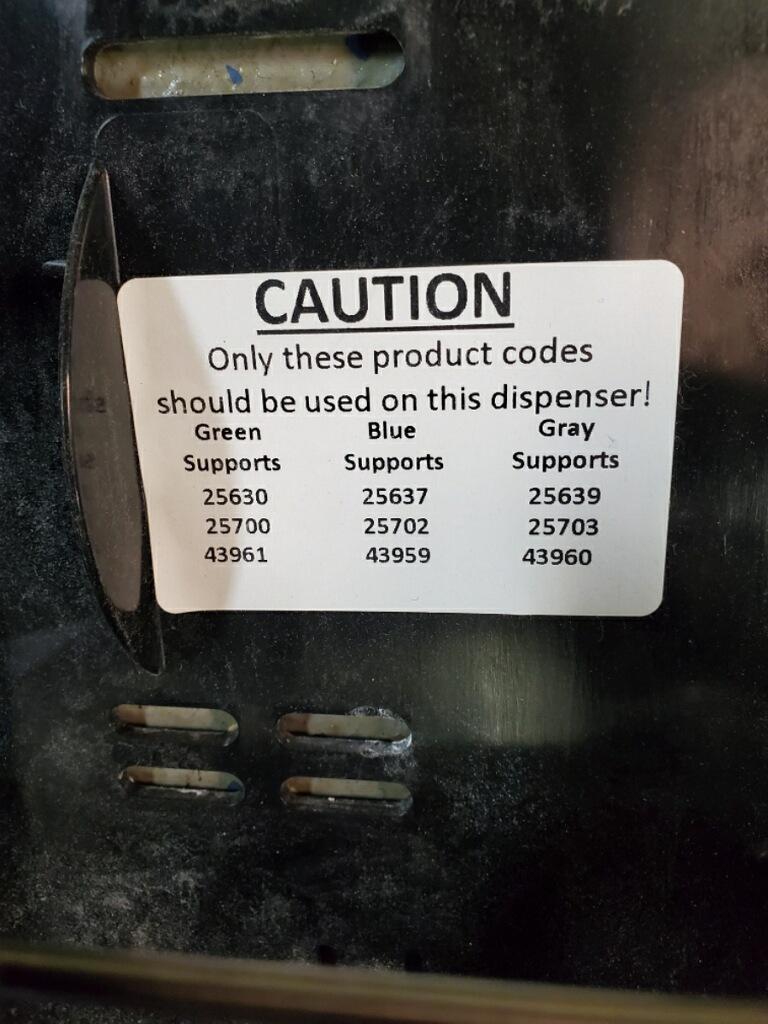 CAUTION
Only these product codes
should be used on this dispenser!
Green Blue Gray
Supports Supports Supports
25630 25637 25639
25700 25702 25703
43961 43959 43960